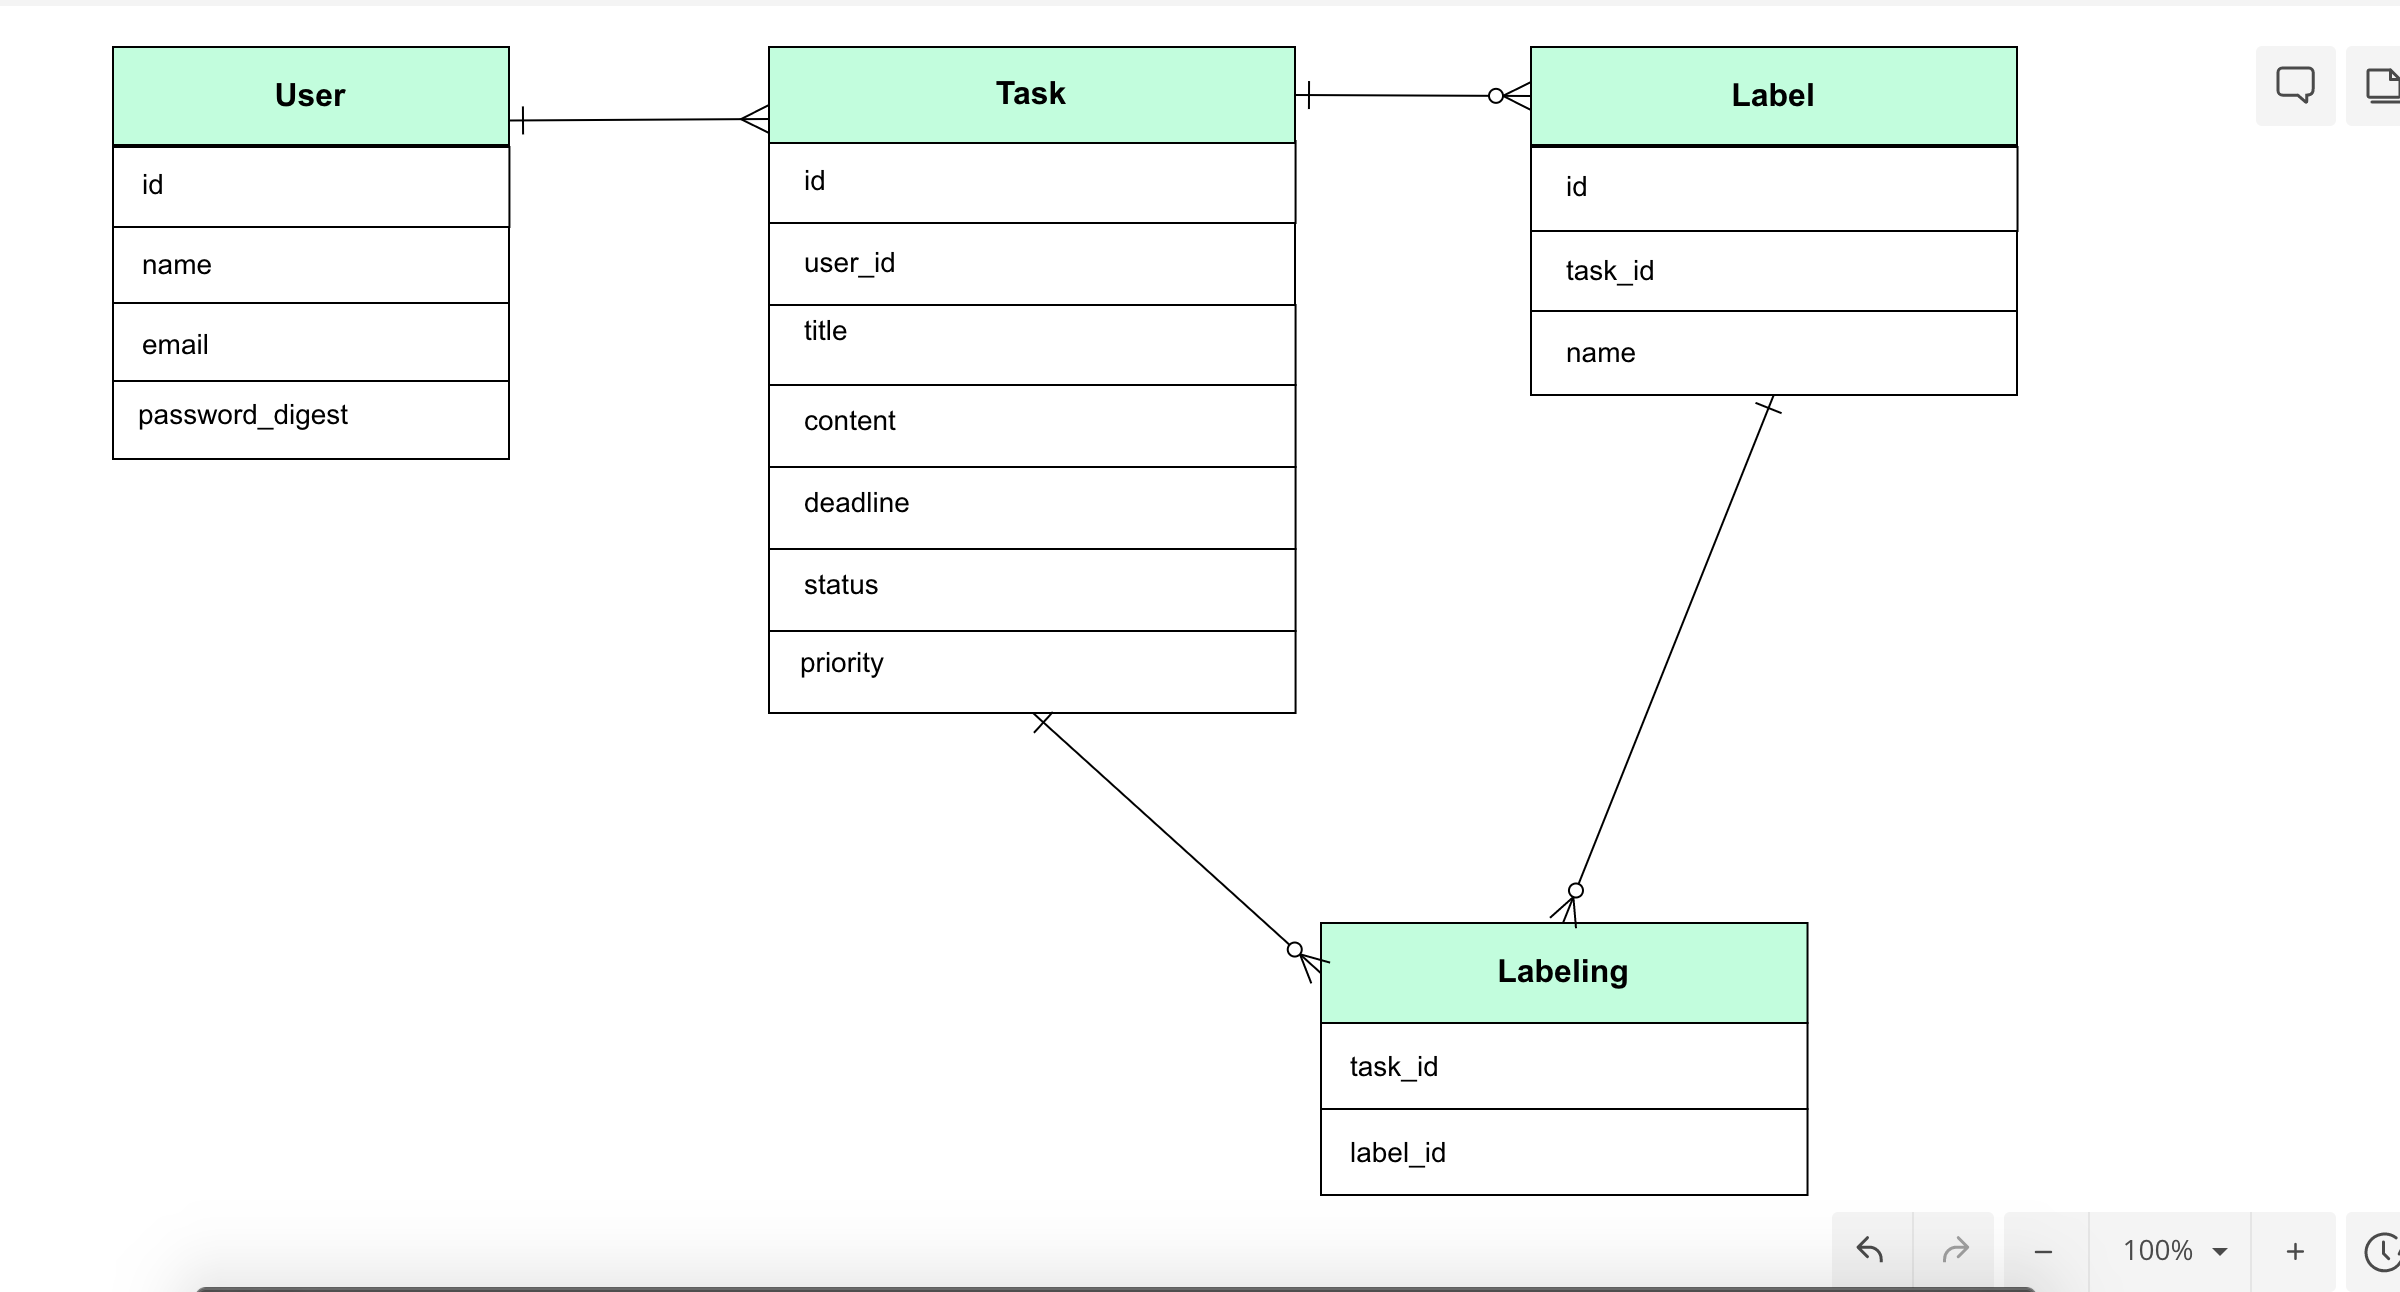 User
id
name
email
password_digest
Task
id
user_id
title
content
deadline
status
priority
Label
id
task_id
name
Labeling
task_id
label_id
100%